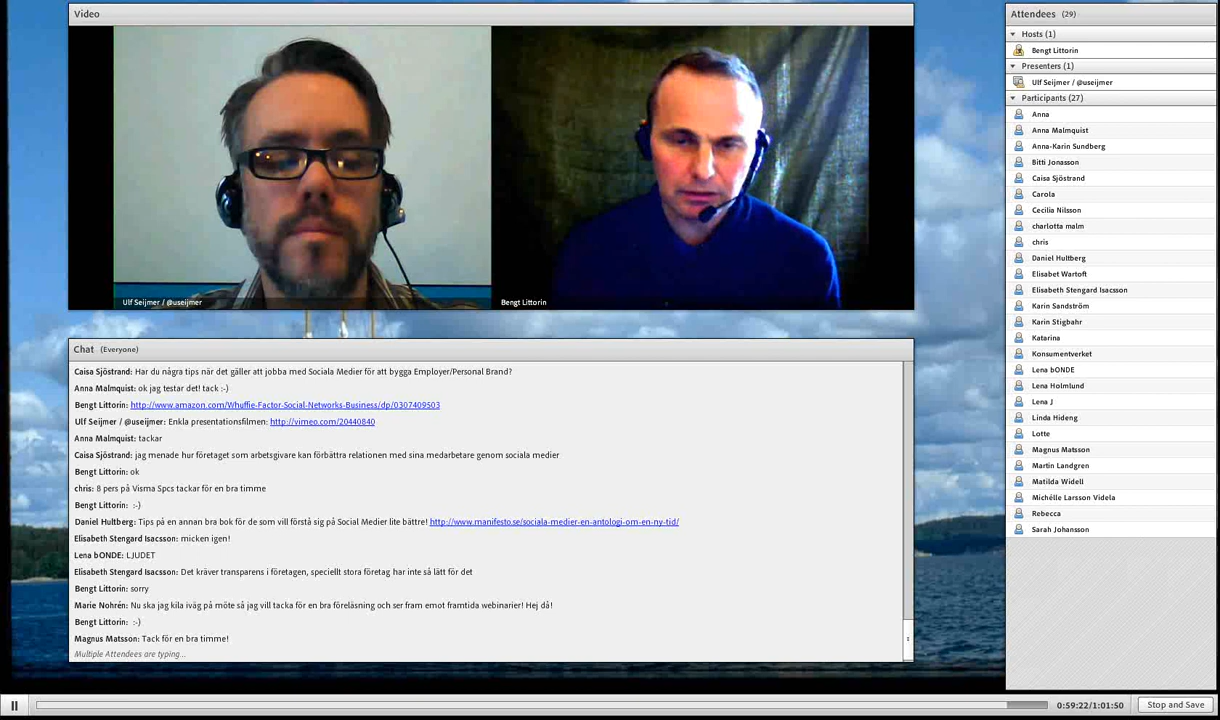 Video
Ulf Seijmer / @useijmer
Bengt Littorin
Chat (Everyone)
Caisa Sjöstrand: Har du några tips när det gäller att jobba med Sociala Medier för att bygga Employer/Personal Brand?
Anna Malmquist: ok jag testar det! tack :-)
Bengt Littorin: http://www.amazon.com/Whuffie-Factor-Social-Networks-Business/dp/0307409503
Ulf Seijmer / @useijmer: Enkla presentationsfilmen: http://vimeo.com/20440840
Anna Malmquist: tackar
Caisa Sjöstrand: jag menade hur företaget som arbetsgivare kan förbättra relationen med sina medarbetare genom sociala medier
Bengt Littorin: ok
chris: 8 pers på Visma Spcs tackar för en bra timme
Bengt Littorin: :-)
Daniel Hultberg: Tips på en annan bra bok för de som vill förstå sig på Social Medier lite bättre! http://www.manifesto.se/sociala-medier-en-antologi-om-en-ny-tid/
Elisabeth Stengard Isacsson: micken igen!
Lena bONDE: LJUDET
Elisabeth Stengard Isacsson: Det kräver transparens i företagen, speciellt stora företag har inte så lätt för det
Bengt Littorin: sorry
Marie Nohrén: Nu ska jag kila iväg på möte så jag vill tacka för en bra föreläsning och ser fram emot framtida webinarier! Hej då!
Bengt Littorin: :-)
Magnus Matsson: Tack för en bra timme!
Multiple Attendees are typing...
Attendees (29)
Hosts (1)
Bengt Littorin
Presenters (1)
Ulf Seijmer / @useijmer
Participants (27)
Anna
Anna Malmquist
Anna-Karin Sundberg
Bitti Jonasson
Caisa Sjöstrand
Carola
Cecilia Nilsson
charlotta malm
chris
Daniel Hultberg
Elisabet Wartoft
Elisabeth Stengard Isacsson
Karin Sandström
Karin Stigbahr
Katarina
Konsumentverket
Lena bONDE
Lena Holmlund
Lena J
Linda Hideng
Lotte
Magnus Matsson
Martin Landgren
Matilda Widell
Michélle Larsson Videla
Rebecca
Sarah Johansson
0:59:22/1:01:50
Stop and Save